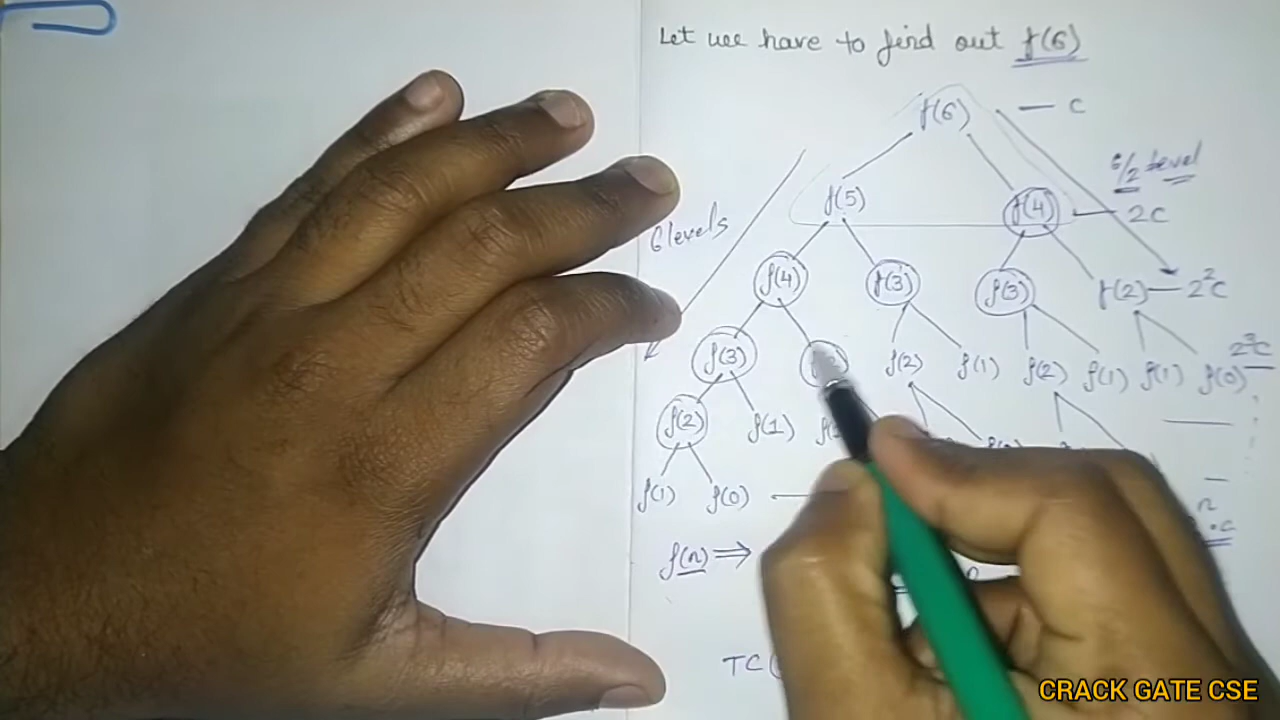 Let we have to find out f(6)
f(6) — C
6/2 level
f(5) f(4) — 2C
6 levels
f(4) f(3) f(3) f(2) — 2²C
f(3) f(2) f(1) f(2) f(1) f(1) f(0) 2³C
f(2) f(1)
f(1) f(0) —
f(n) ⇒
TC (
CRACK GATE CSE